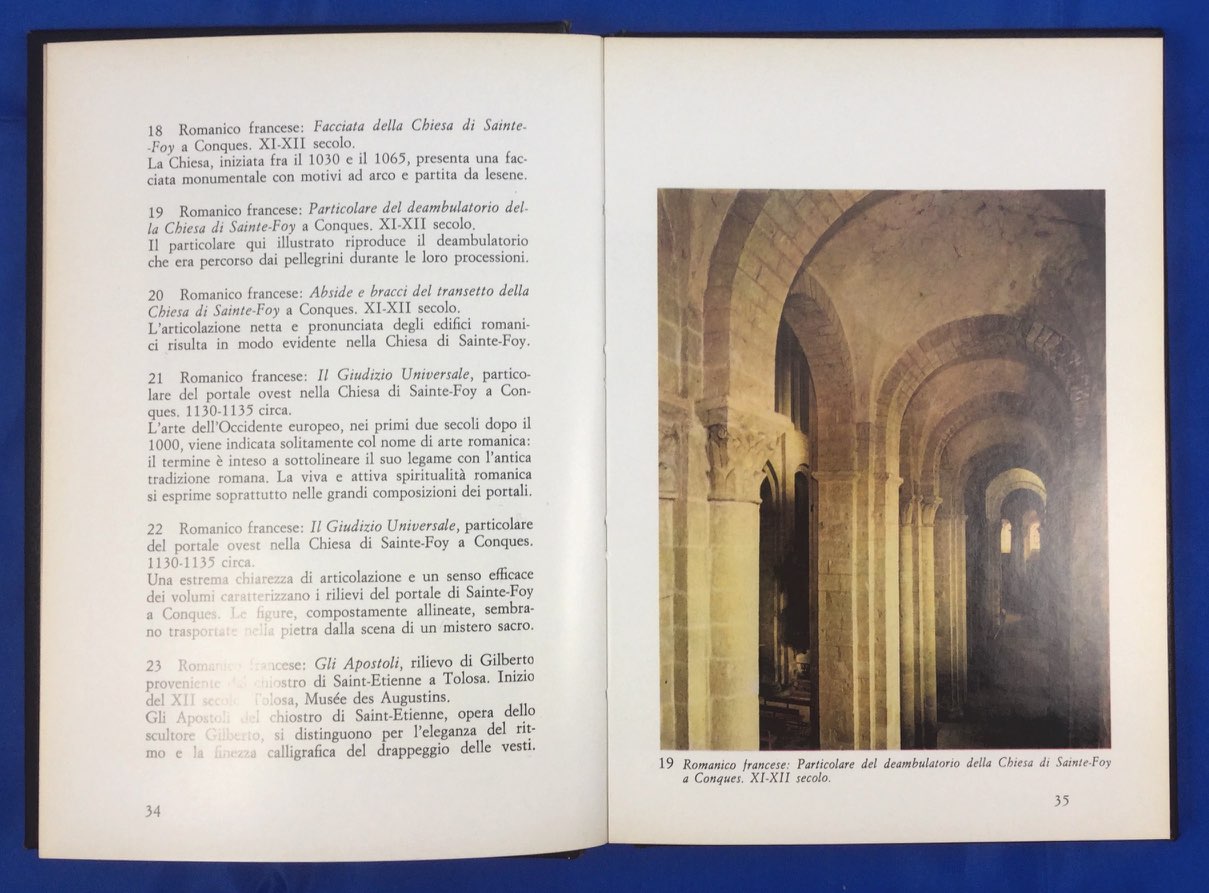 18 Romanico francese: Facciata della Chiesa di Sainte-
-Foy a Conques. XI-XII secolo.
La Chiesa, iniziata fra il 1030 e il 1065, presenta una fac-
ciata monumentale con motivi ad arco e partita da lesene.
19 Romanico francese: Particolare del deambulatorio del-
la Chiesa di Sainte-Foy a Conques. XI-XII secolo.
Il particolare qui illustrato riproduce il deambulatorio
che era percorso dai pellegrini durante le loro processioni.
20 Romanico francese: Abside e bracci del transetto della
Chiesa di Sainte-Foy a Conques. XI-XII secolo.
L'articolazione netta e pronunciata degli edifici romani-
ci risulta in modo evidente nella Chiesa di Sainte-Foy.
21 Romanico francese: Il Giudizio Universale, partico-
lare del portale ovest nella Chiesa di Sainte-Foy a Con-
ques. 1130-1135 circa.
L'arte dell'Occidente europeo, nei primi due secoli dopo il
1000, viene indicata solitamente col nome di arte romanica:
il termine è inteso a sottolineare il suo legame con l'antica
tradizione romana. La viva e attiva spiritualità romanica
si esprime soprattutto nelle grandi composizioni dei portali.
22 Romanico francese: Il Giudizio Universale, particolare
del portale ovest nella Chiesa di Sainte-Foy a Conques.
1130-1135 circa.
Una estrema chiarezza di articolazione e un senso efficace
dei volumi caratterizzano i rilievi del portale di Sainte-Foy
a Conques. Le figure, compostamente allineate, sembra-
no trasportate nella pietra dalla scena di un mistero sacro.
23 Romanico francese: Gli Apostoli, rilievo di Gilberto
proveniente dal chiostro di Saint-Etienne a Tolosa. Inizio
del XII secolo. Tolosa, Musée des Augustins.
Gli Apostoli del chiostro di Saint-Etienne, opera dello
scultore Gilberto, si distinguono per l'eleganza del rit-
mo e la finezza calligrafica del drappeggio delle vesti.
34
19 Romanico francese: Particolare del deambulatorio della Chiesa di Sainte-Foy
a Conques. XI-XII secolo.
35